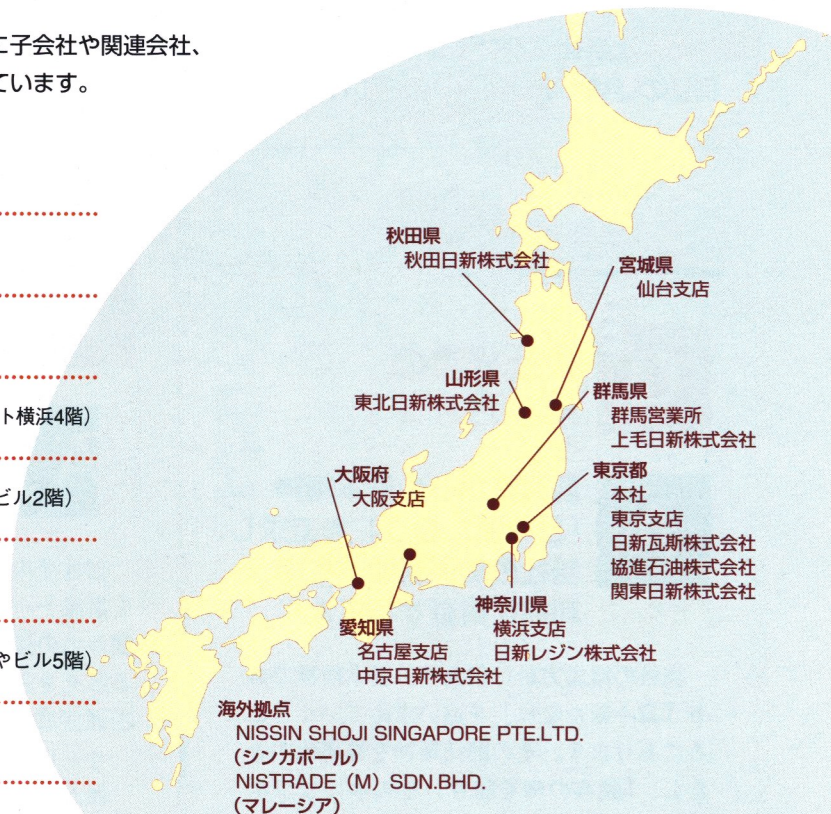 に子会社や関連会社、
ています。
ト横浜4階)
ビル2階)
やビル5階)
秋田県
秋田日新株式会社
宮城県
仙台支店
山形県
東北日新株式会社
群馬県
群馬営業所
上毛日新株式会社
大阪府
大阪支店
東京都
本社
東京支店
日新瓦斯株式会社
協進石油株式会社
関東日新株式会社
神奈川県
横浜支店
日新レジン株式会社
愛知県
名古屋支店
中京日新株式会社
海外拠点
NISSIN SHOJI SINGAPORE PTE.LTD.
(シンガポール)
NISTRADE (M) SDN.BHD.
(マレーシア)